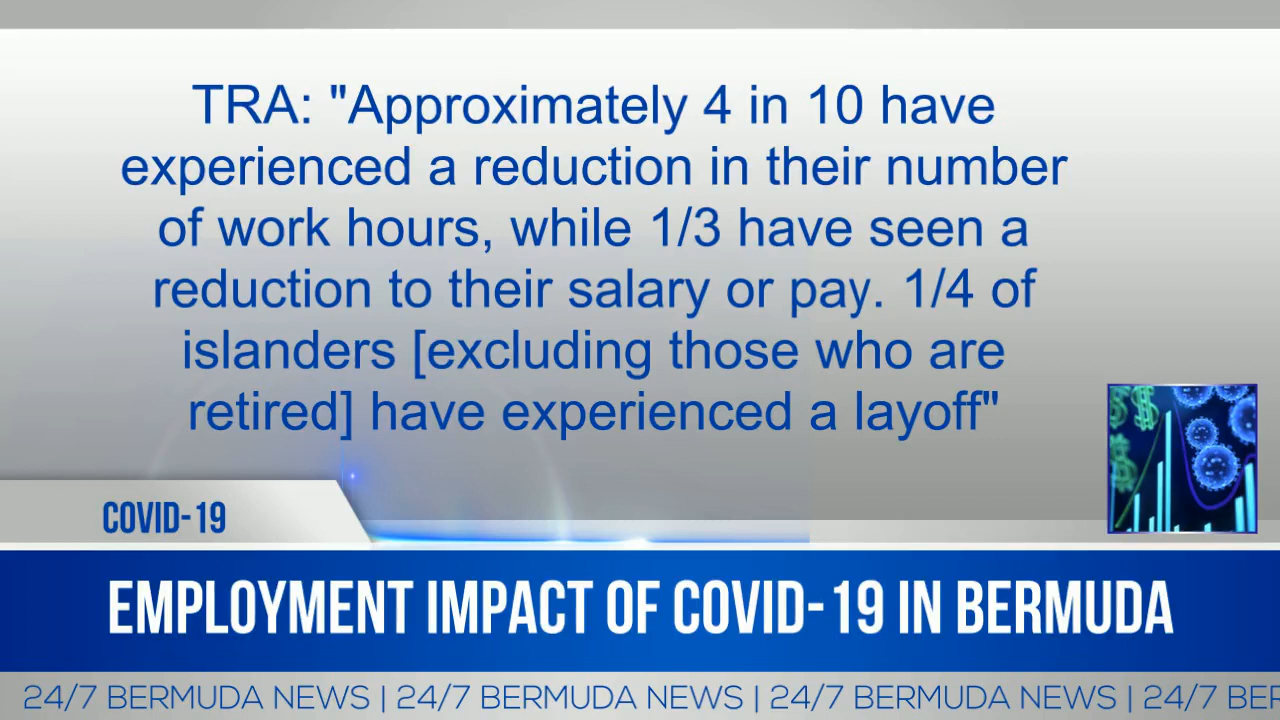 TRA: "Approximately 4 in 10 have
experienced a reduction in their number
of work hours, while 1/3 have seen a
reduction to their salary or pay. 1/4 of
islanders [excluding those who are
retired] have experienced a layoff"
COVID-19
EMPLOYMENT IMPACT OF COVID-19 IN BERMUDA
24/7 BERMUDA NEWS | 24/7 BERMUDA NEWS | 24/7 BERMUDA NEWS | 24/7 BER